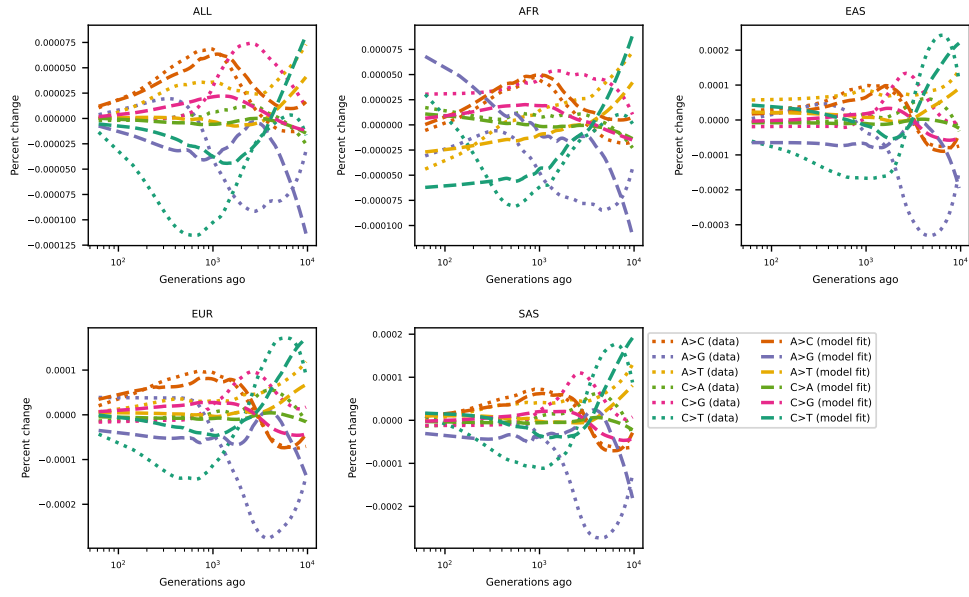 ALL
Percent change
0.000075
0.000050
0.000025
0.000000
−0.000025
−0.000050
−0.000075
−0.000100
−0.000125
10²
10³
10⁴
Generations ago
AFR
Percent change
0.000075
0.000050
0.000025
0.000000
−0.000025
−0.000050
−0.000075
−0.000100
10²
10³
10⁴
Generations ago
EAS
Percent change
0.0002
0.0001
0.0000
−0.0001
−0.0002
−0.0003
10²
10³
10⁴
Generations ago
EUR
Percent change
0.0001
0.0000
−0.0001
−0.0002
10²
10³
10⁴
Generations ago
SAS
Percent change
0.0002
0.0001
0.0000
−0.0001
−0.0002
10²
10³
10⁴
Generations ago
A>C (data)
A>G (data)
A>T (data)
C>A (data)
C>G (data)
C>T (data)
A>C (model fit)
A>G (model fit)
A>T (model fit)
C>A (model fit)
C>G (model fit)
C>T (model fit)